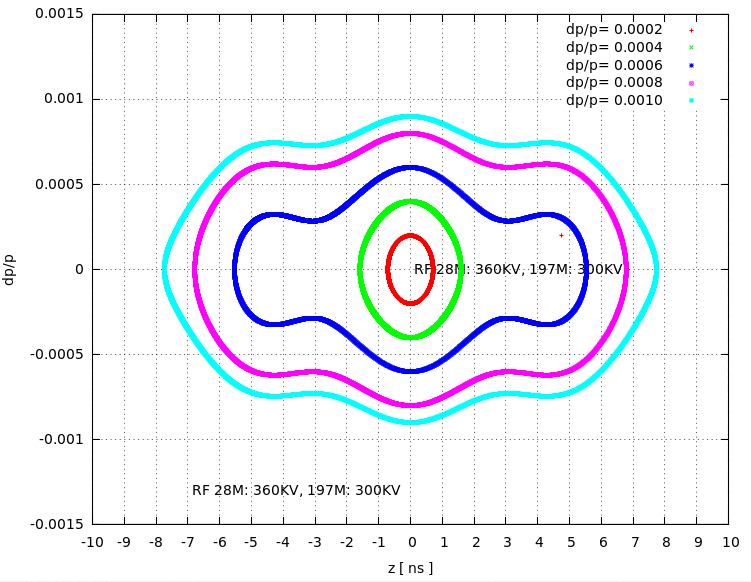 0.0015
dp/p= 0.0002
dp/p= 0.0004
dp/p= 0.0006
dp/p= 0.0008
0.001
dp/p= 0.0010
0.0005
dp/p
0
RF 28M: 360KV, 197M: 300KV
-0.0005
-0.001
RF 28M: 360KV, 197M: 300KV
-0.0015
-10 -9 -8 -7 -6 -5 -4 -3 -2 -1 0 1 2 3 4 5 6 7 8 9 10
z [ ns ]